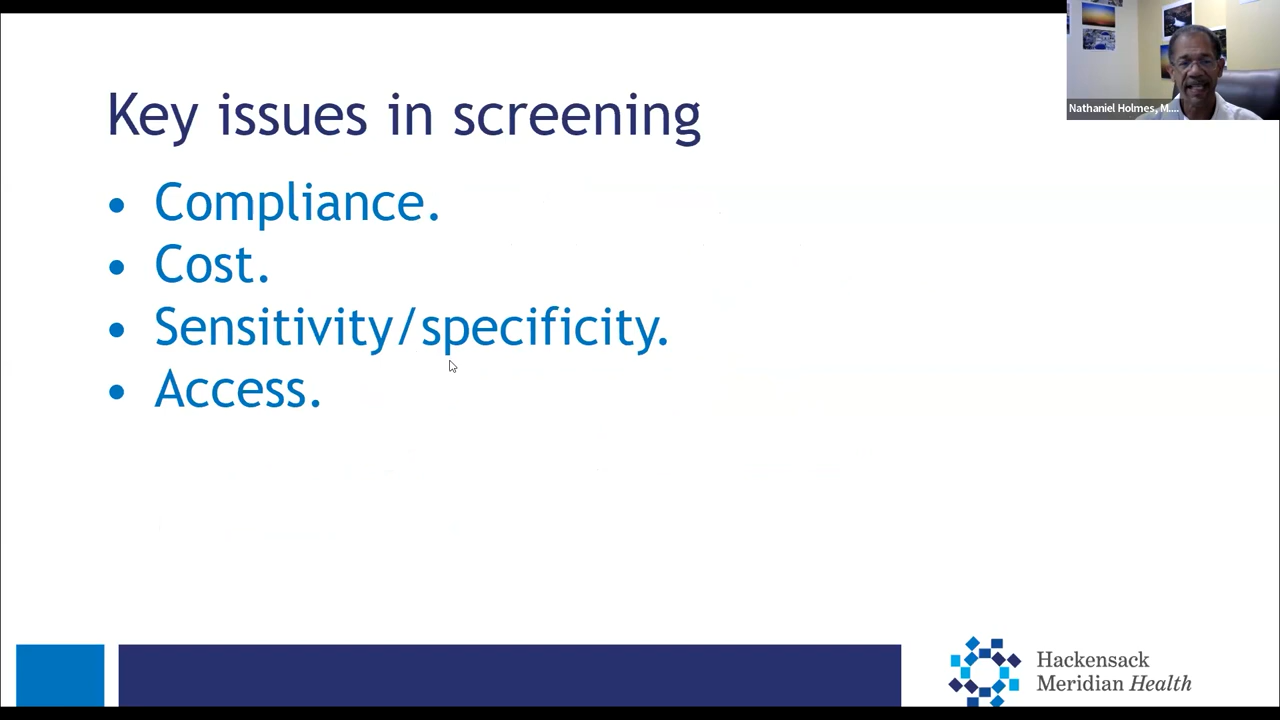 Key issues in screening
• Compliance.
• Cost.
• Sensitivity/specificity.
• Access.
Nathaniel Holmes, M....
Hackensack
Meridian Health